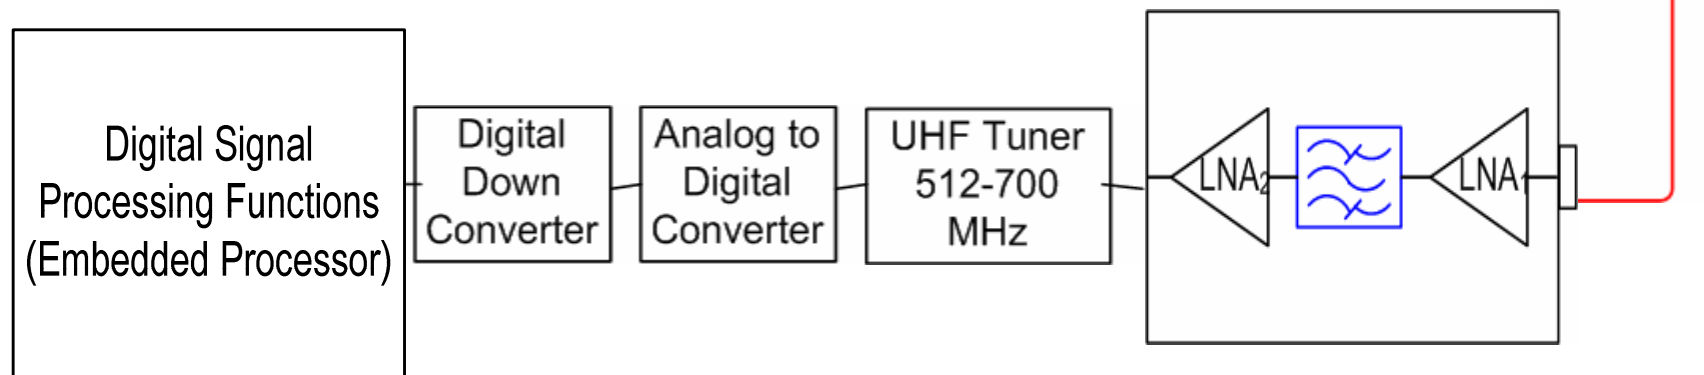 Digital Signal
Processing Functions
(Embedded Processor)
Digital
Down
Converter
Analog to
Digital
Converter
UHF Tuner
512-700
MHz
LNA2
LNA1